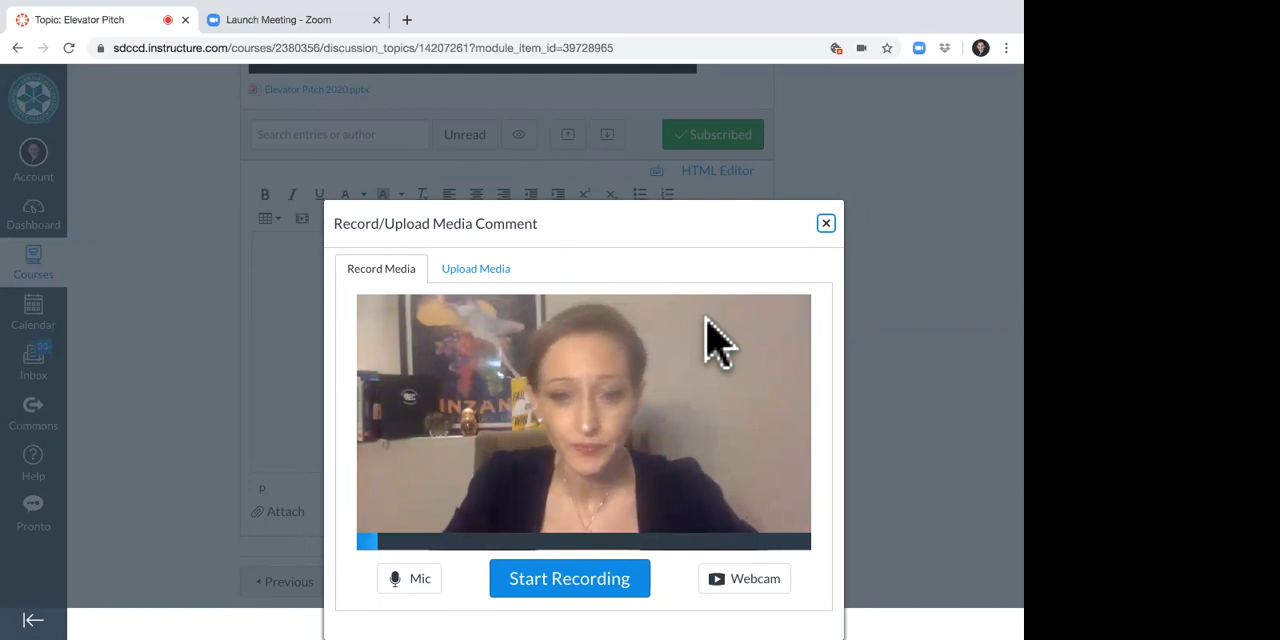 Topic: Elevator Pitch
Launch Meeting - Zoom
sdccd.instructure.com/courses/2380356/discussion_topics/14207261?module_item_id=39728965
Elevator Pitch 2020.pptx
Search entries or author
Unread
Subscribed
HTML Editor
Account
Dashboard
Courses
Calendar
Inbox
Commons
Help
Pronto
Record/Upload Media Comment
Record Media
Upload Media
INZAN
p
Attach
Mic
Start Recording
Webcam
Previous